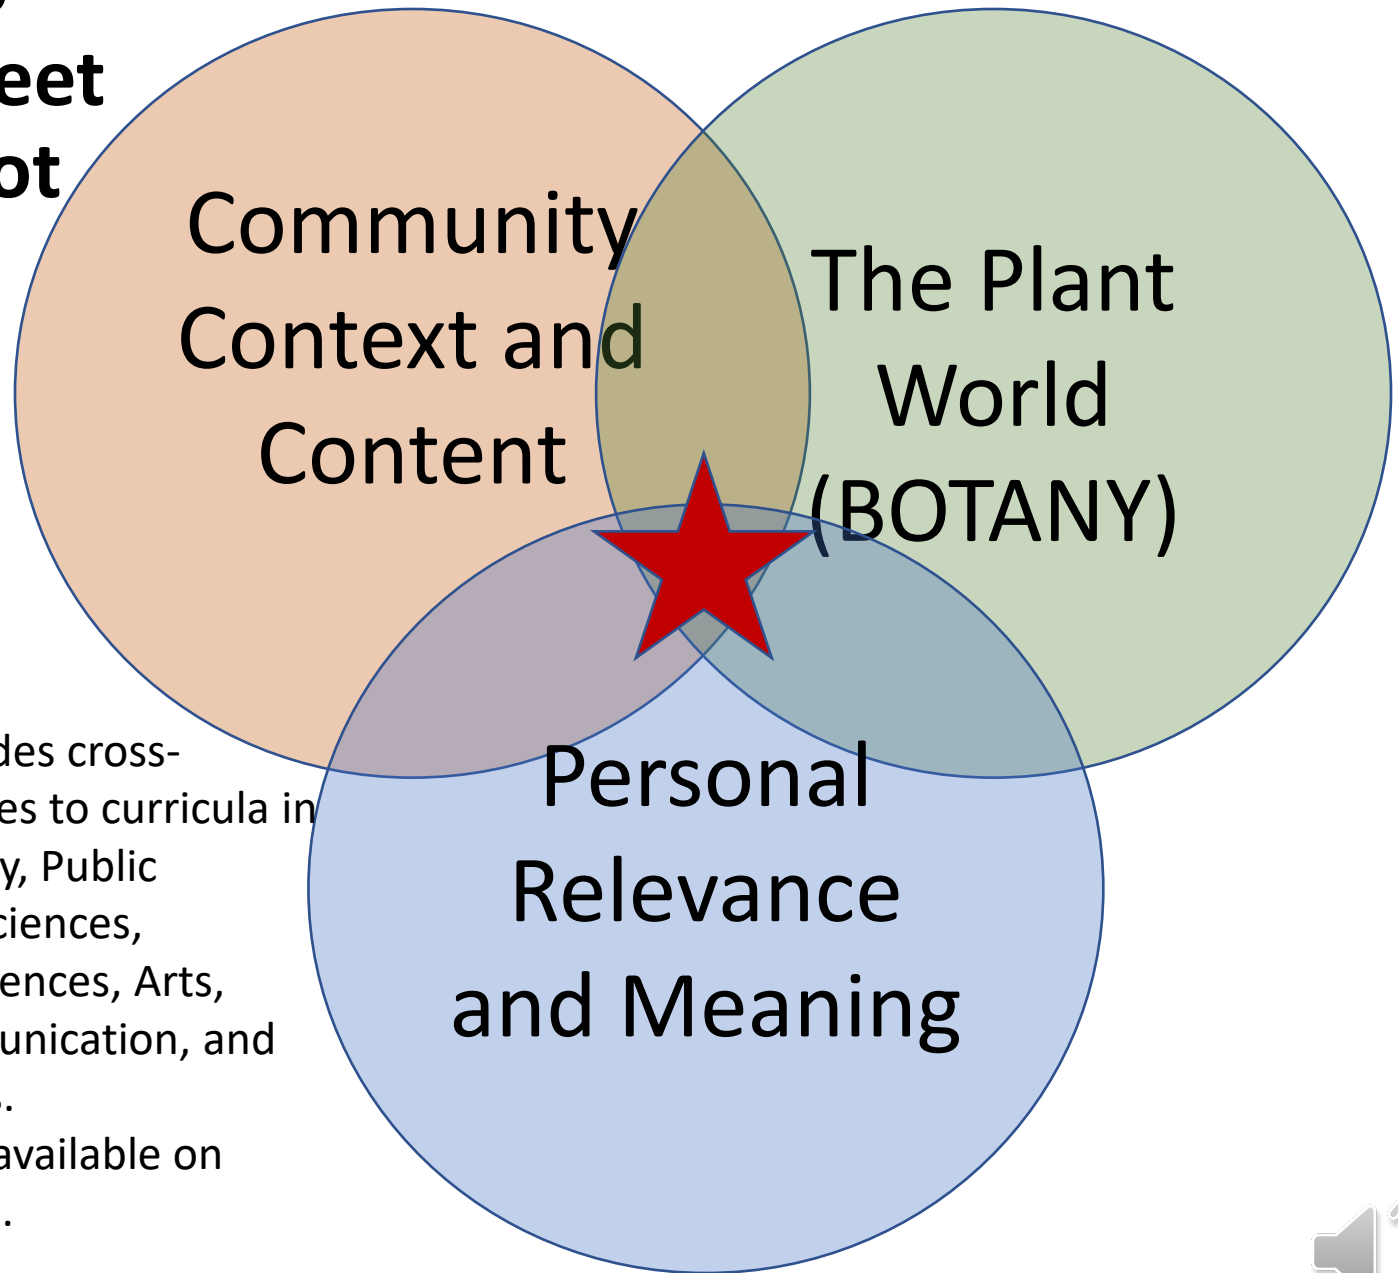 eet
ot
Community
Context and
Content
The Plant
World
(BOTANY)
Personal
Relevance
and Meaning
des cross-
es to curricula in
y, Public
ciences,
ences, Arts,
unication, and
.
available on
.